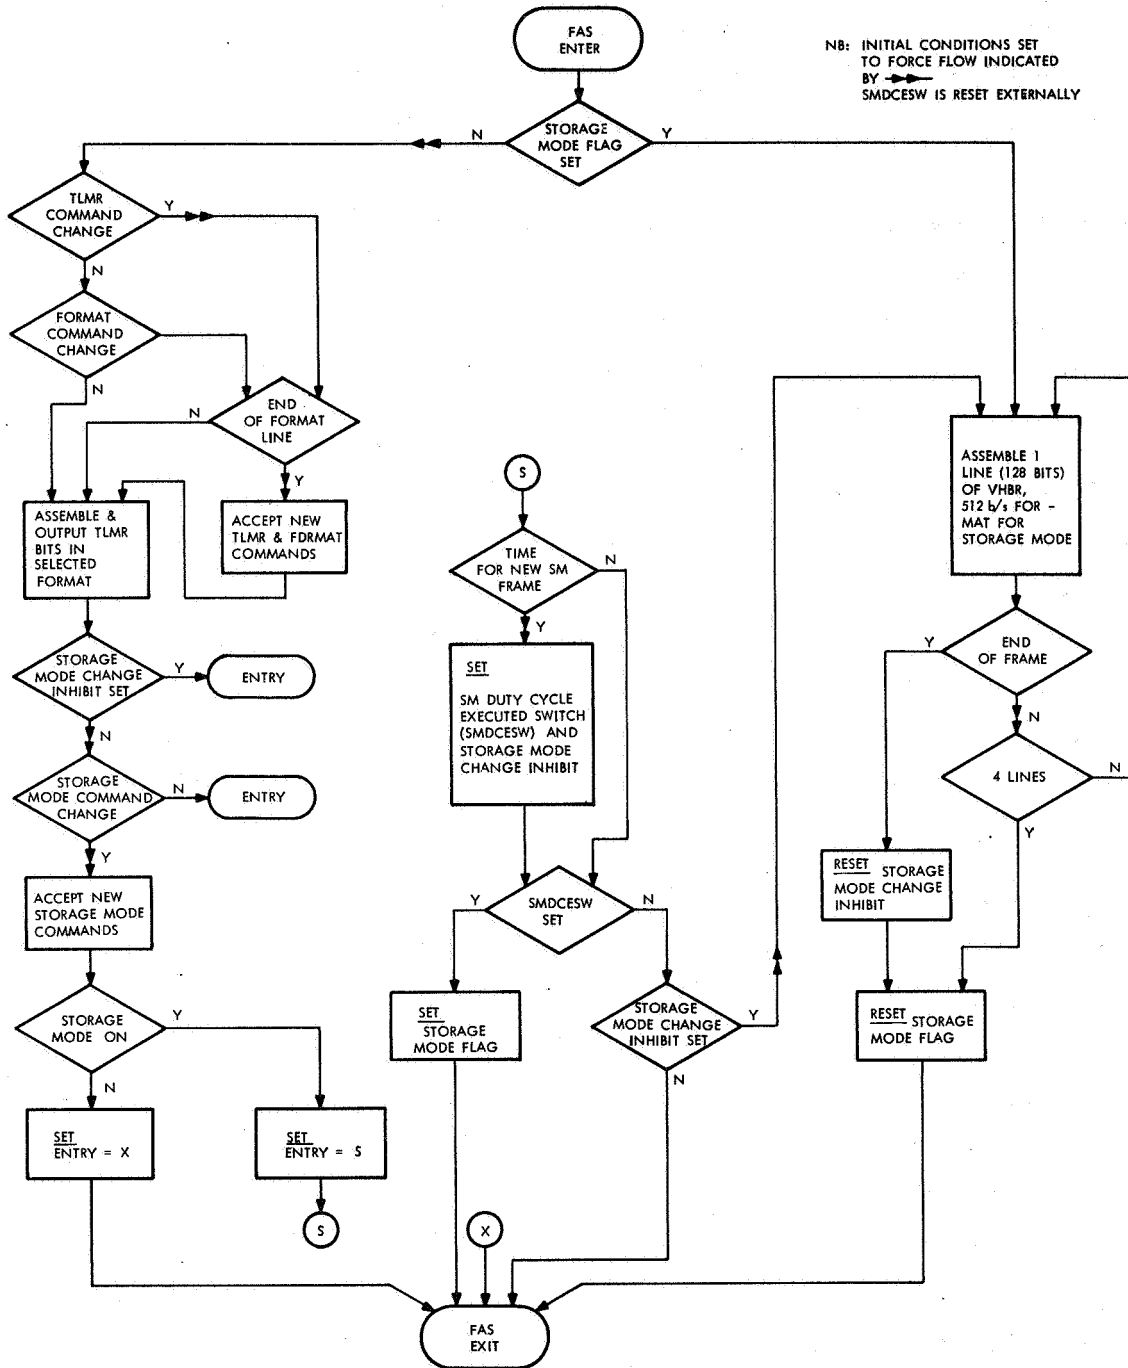 FAS
ENTER
NB: INITIAL CONDITIONS SET
TO FORCE FLOW INDICATED
BY
SMDCESW IS RESET EXTERNALLY
STORAGE
MODE FLAG
SET
N
Y
TLMR
COMMAND
CHANGE
Y
N
FORMAT
COMMAND
CHANGE
N
END
OF FORMAT
LINE
N
Y
ASSEMBLE &
OUTPUT TLMR
BITS IN
SELECTED
FORMAT
ACCEPT NEW
TLMR & FDRMAT
COMMANDS
STORAGE
MODE CHANGE
INHIBIT SET
Y
ENTRY
N
STORAGE
MODE COMMAND
CHANGE
N
ENTRY
Y
ACCEPT NEW
STORAGE MODE
COMMANDS
STORAGE
MODE ON
Y
N
SET
ENTRY = X
SET
ENTRY = S
S
S
TIME
FOR NEW SM
FRAME
N
Y
SET
SM DUTY CYCLE
EXECUTED SWITCH
(SMDCESW) AND
STORAGE MODE
CHANGE INHIBIT
SMDCESW
SET
Y
N
SET
STORAGE
MODE FLAG
STORAGE
MODE CHANGE
INHIBIT SET
Y
N
X
FAS
EXIT
ASSEMBLE 1
LINE (128 BITS)
OF VHBR,
512 b/s FOR -
MAT FOR
STORAGE MODE
END
OF FRAME
Y
N
4 LINES
N
Y
RESET STORAGE
MODE CHANGE
INHIBIT
RESET STORAGE
MODE FLAG